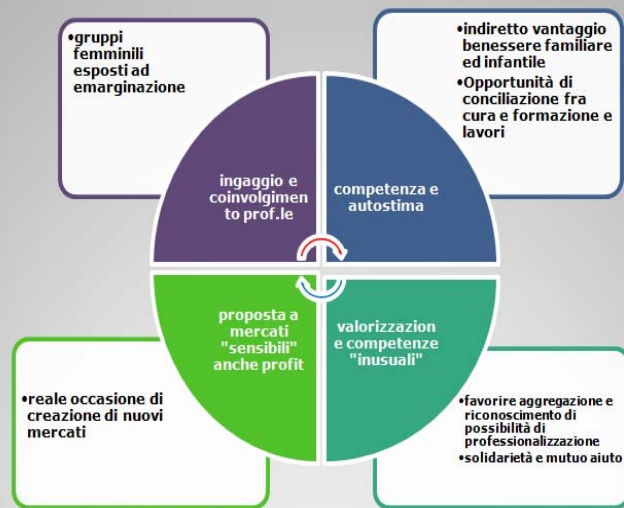 •gruppi
femminili
esposti ad
emarginazione
•indiretto vantaggio
benessere familiare
ed infantile
•Opportunità di
conciliazione fra
cura e formazione e
lavori
ingaggio e
coinvolgimen
to prof.le
competenza e
autostima
proposta a
mercati
"sensibili"
anche profit
valorizzazion
e competenze
"inusuali"
•reale occasione di
creazione di nuovi
mercati
•favorire aggregazione e
riconoscimento di
possibilità di
professionalizzazione
•solidarietà e mutuo aiuto